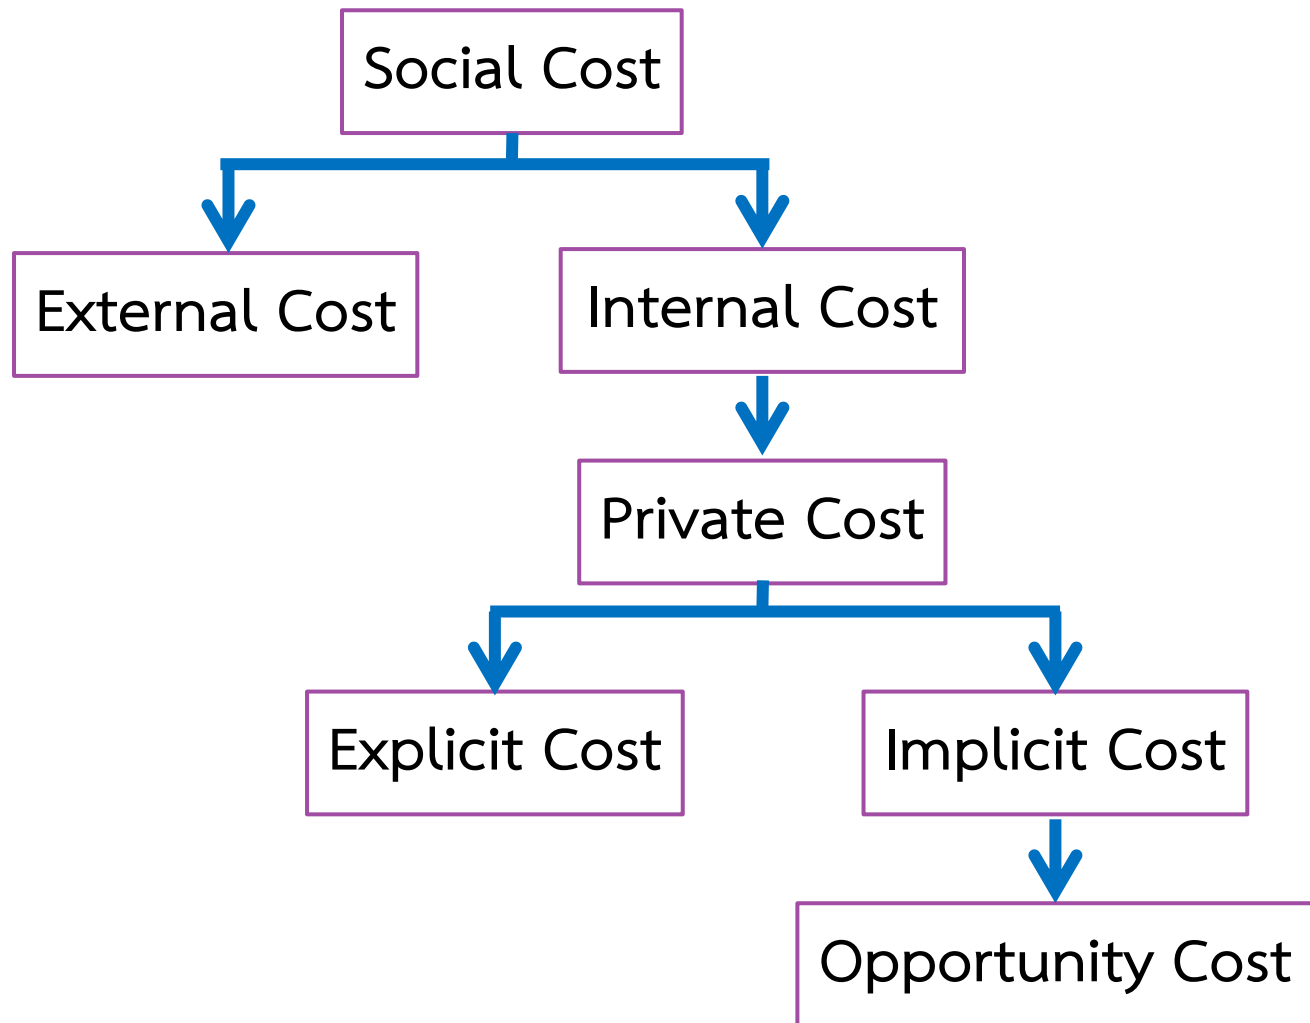 Social Cost
External Cost
Internal Cost
Private Cost
Explicit Cost
Implicit Cost
Opportunity Cost